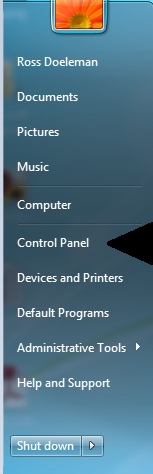 Ross Doeleman
Documents
Pictures
Music
Computer
Control Panel
Devices and Printers
Default Programs
Administrative Tools
Help and Support
Shut down